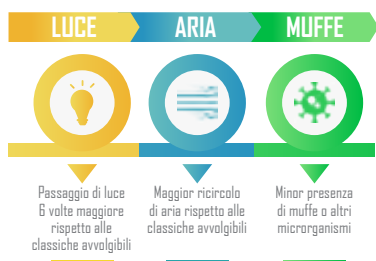 LUCE
ARIA
MUFFE
Passaggio di luce
6 volte maggiore
rispetto alle
classiche avvolgibili
Maggior ricircolo
di aria rispetto alle
classiche avvolgibili
Minor presenza
di muffe o altri
microrganismi